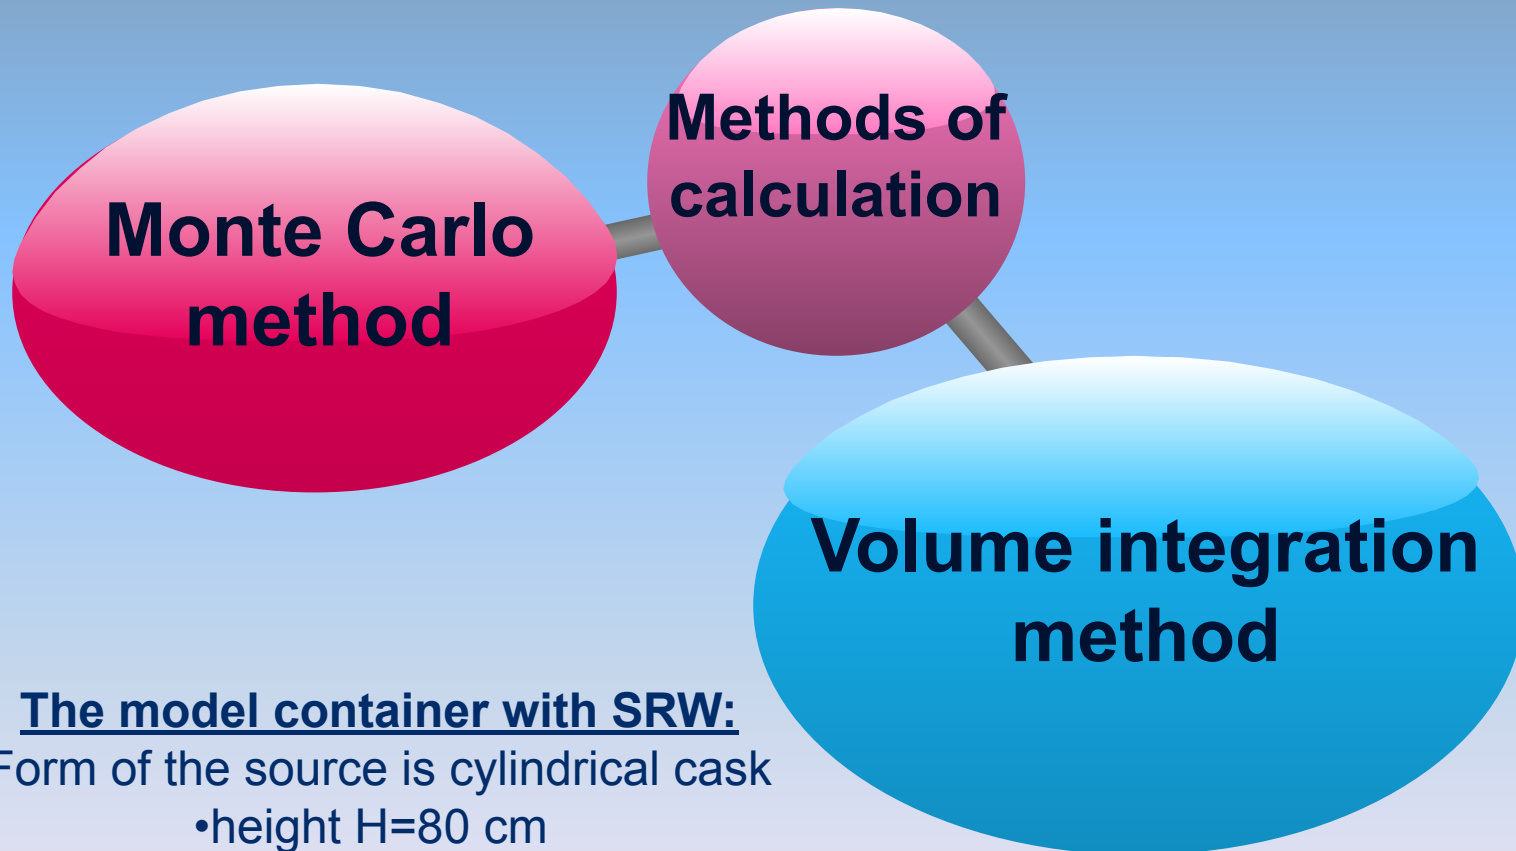 Methods of
calculation
Monte Carlo
method
Volume integration
method
The model container with SRW:
Form of the source is cylindrical cask
•height H=80 cm